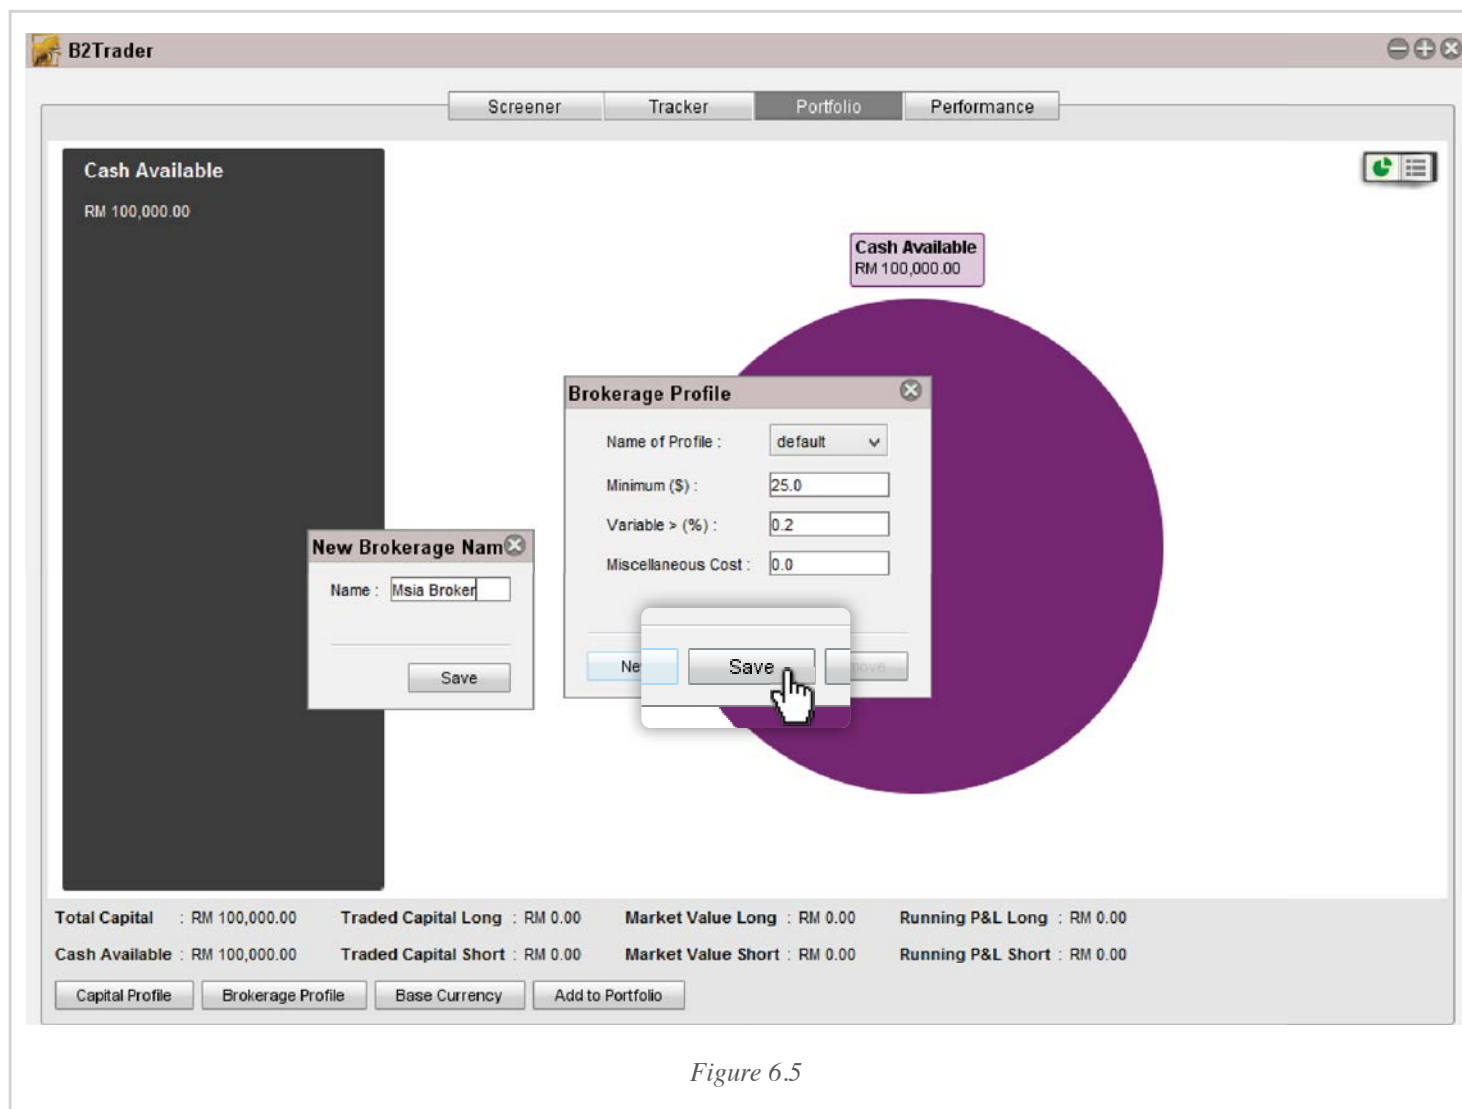 B2Trader
Screener Tracker Portfolio Performance
Cash Available
RM 100,000.00
Cash Available
RM 100,000.00
Brokerage Profile
Name of Profile : default
Minimum ($) : 25.0
Variable > (%) : 0.2
Miscellaneous Cost : 0.0
New Brokerage Nam
Name : Msia Broker
Save
Ne Save move
Total Capital : RM 100,000.00 Traded Capital Long : RM 0.00 Market Value Long : RM 0.00 Running P&L Long : RM 0.00
Cash Available : RM 100,000.00 Traded Capital Short : RM 0.00 Market Value Short : RM 0.00 Running P&L Short : RM 0.00
Capital Profile Brokerage Profile Base Currency Add to Portfolio
Figure 6.5